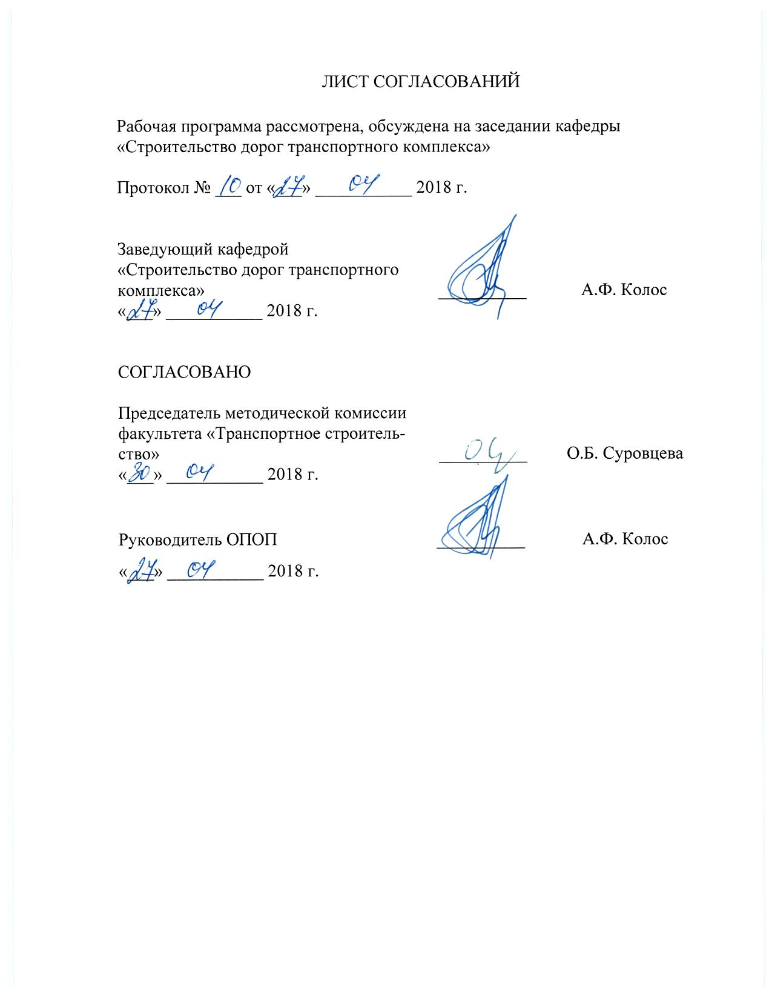 ЛИСТ СОГЛАСОВАНИЙ
Рабочая программа рассмотрена, обсуждена на заседании кафедры
«Строительство дорог транспортного комплекса»
Протокол № 10 от «27» 04 2018 г.
Заведующий кафедрой
«Строительство дорог транспортного
комплекса» А.Ф. Колос
«27» 04 2018 г.
СОГЛАСОВАНО
Председатель методической комиссии
факультета «Транспортное строитель-
ство» О.Б. Суровцева
«30» 04 2018 г.
Руководитель ОПОП А.Ф. Колос
«27» 04 2018 г.